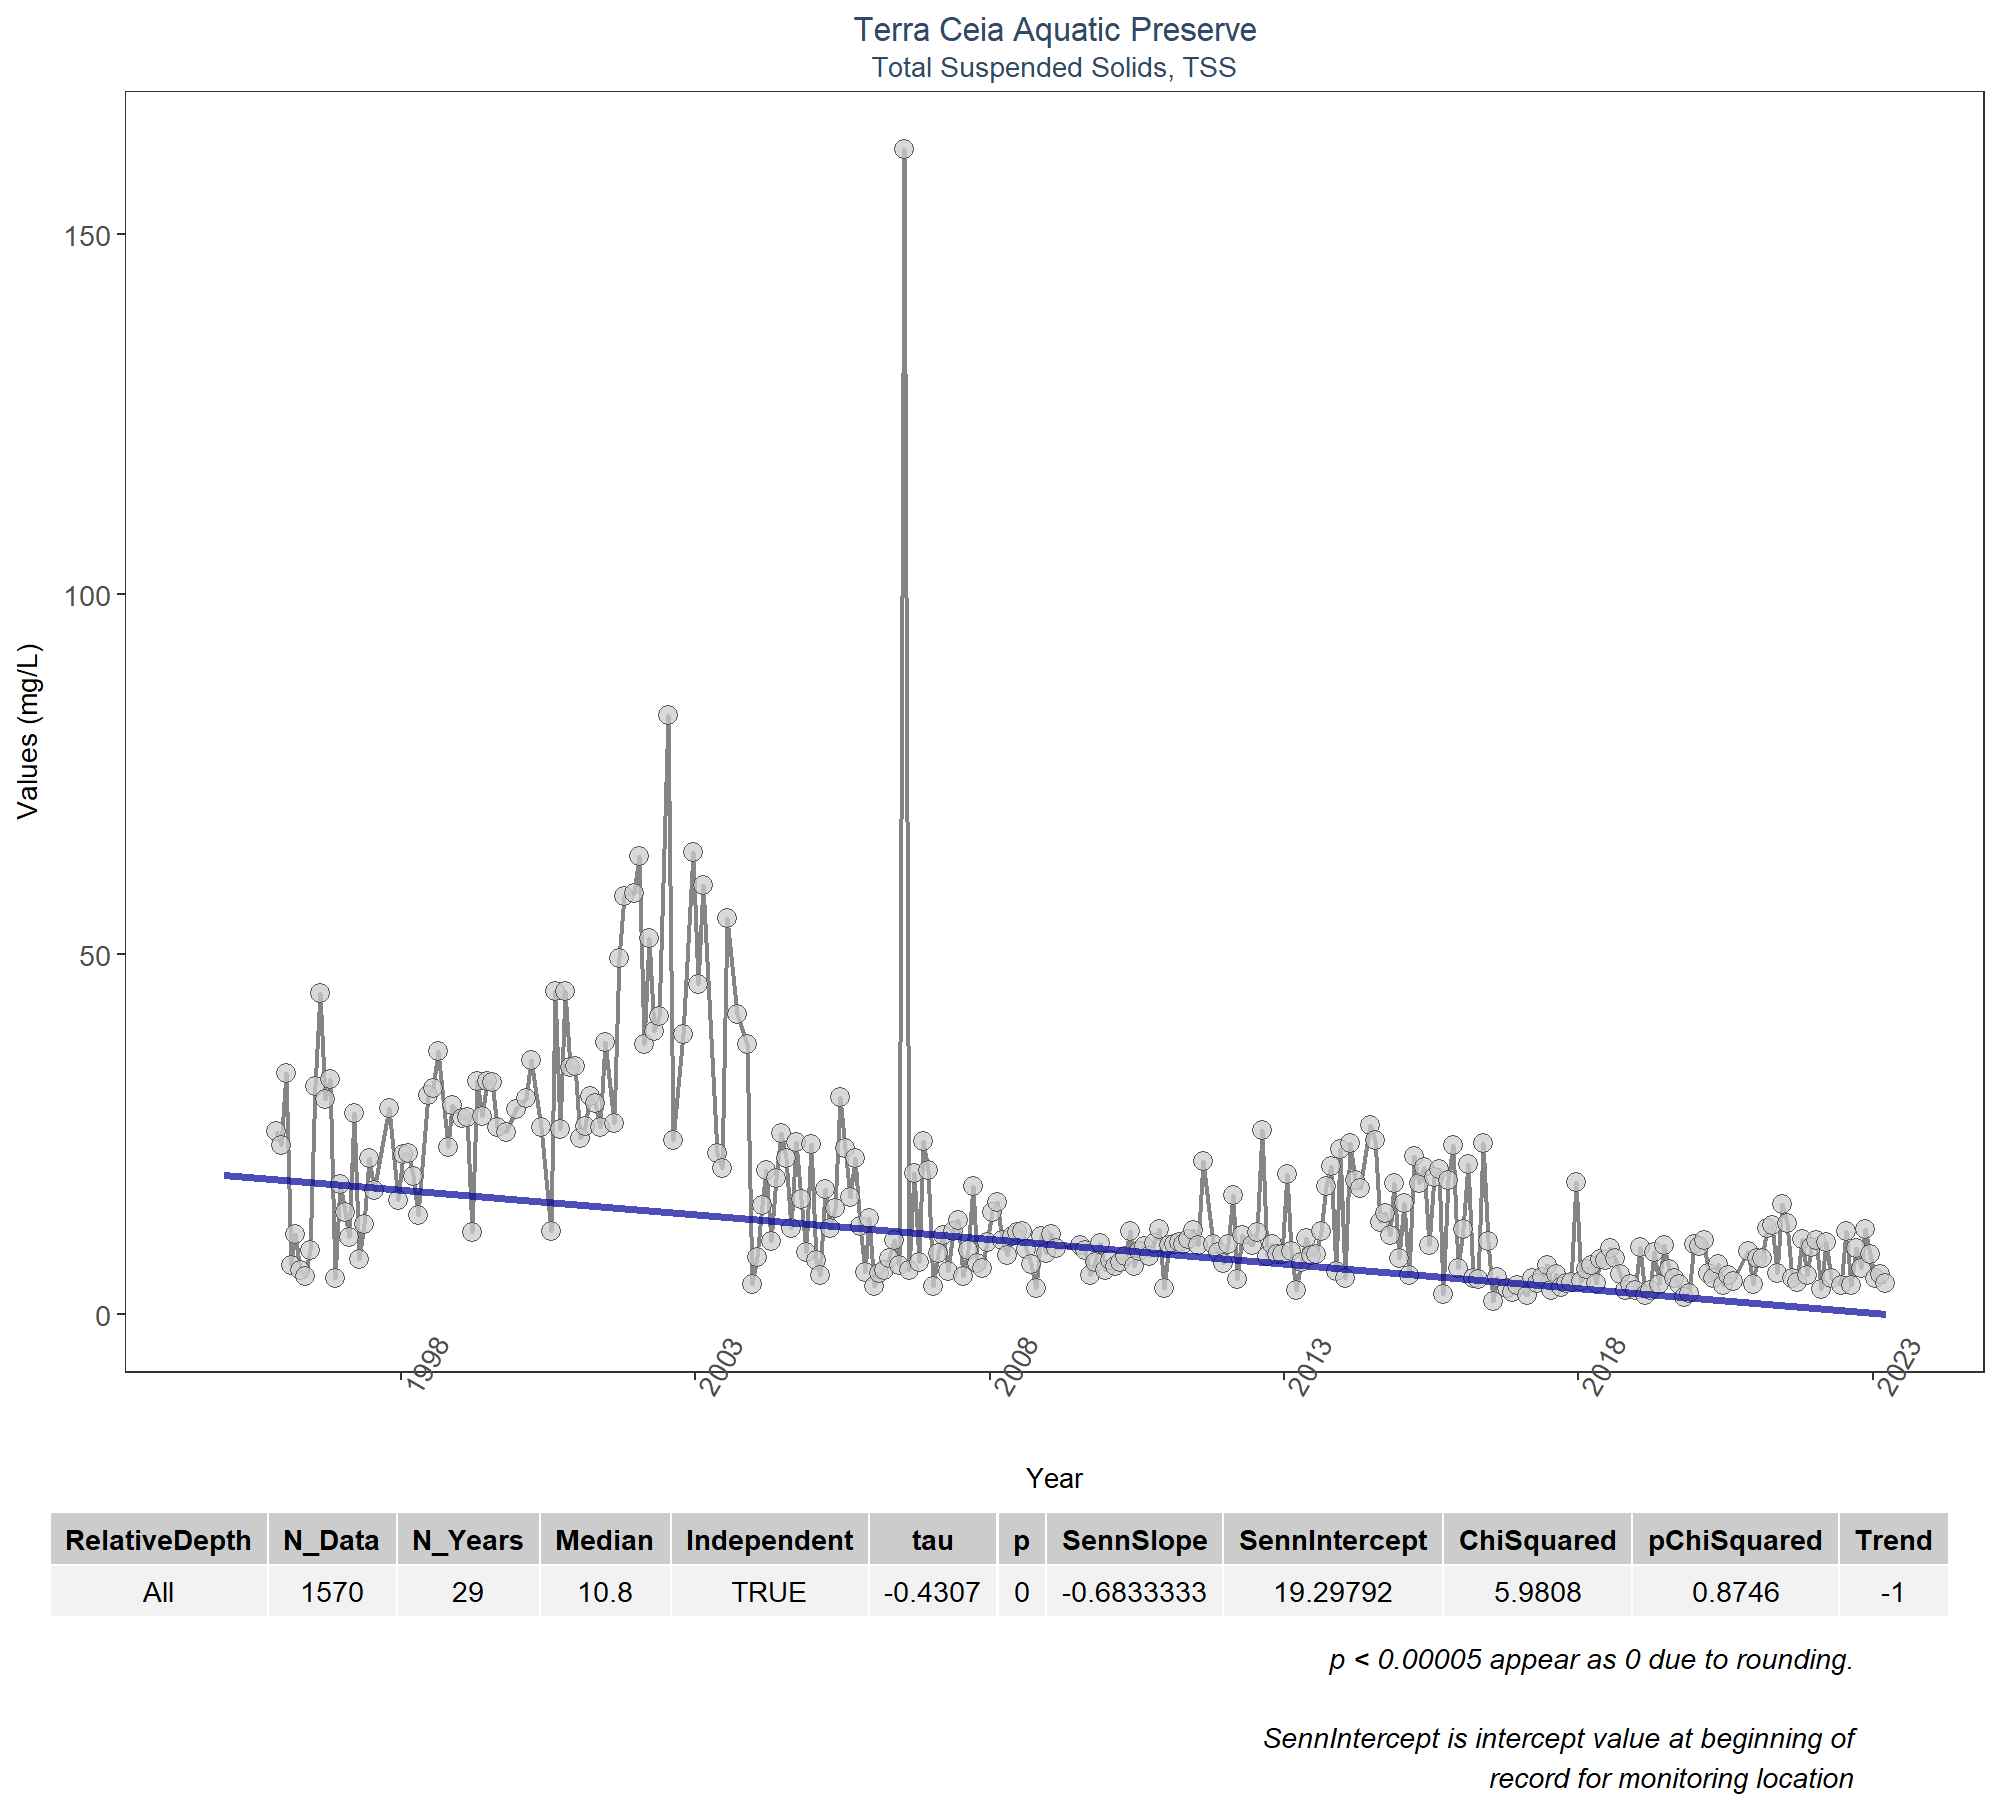 Terra Ceia Aquatic Preserve
Total Suspended Solids, TSS
Values (mg/L)
150
100
50
0
1998 2003 2008 2013 2018 2023
Year
RelativeDepth N_Data N_Years Median Independent tau p SennSlope SennIntercept ChiSquared pChiSquared Trend
All 1570 29 10.8 TRUE -0.4307 0 -0.6833333 19.29792 5.9808 0.8746 -1
p < 0.00005 appear as 0 due to rounding.
SennIntercept is intercept value at beginning of
record for monitoring location